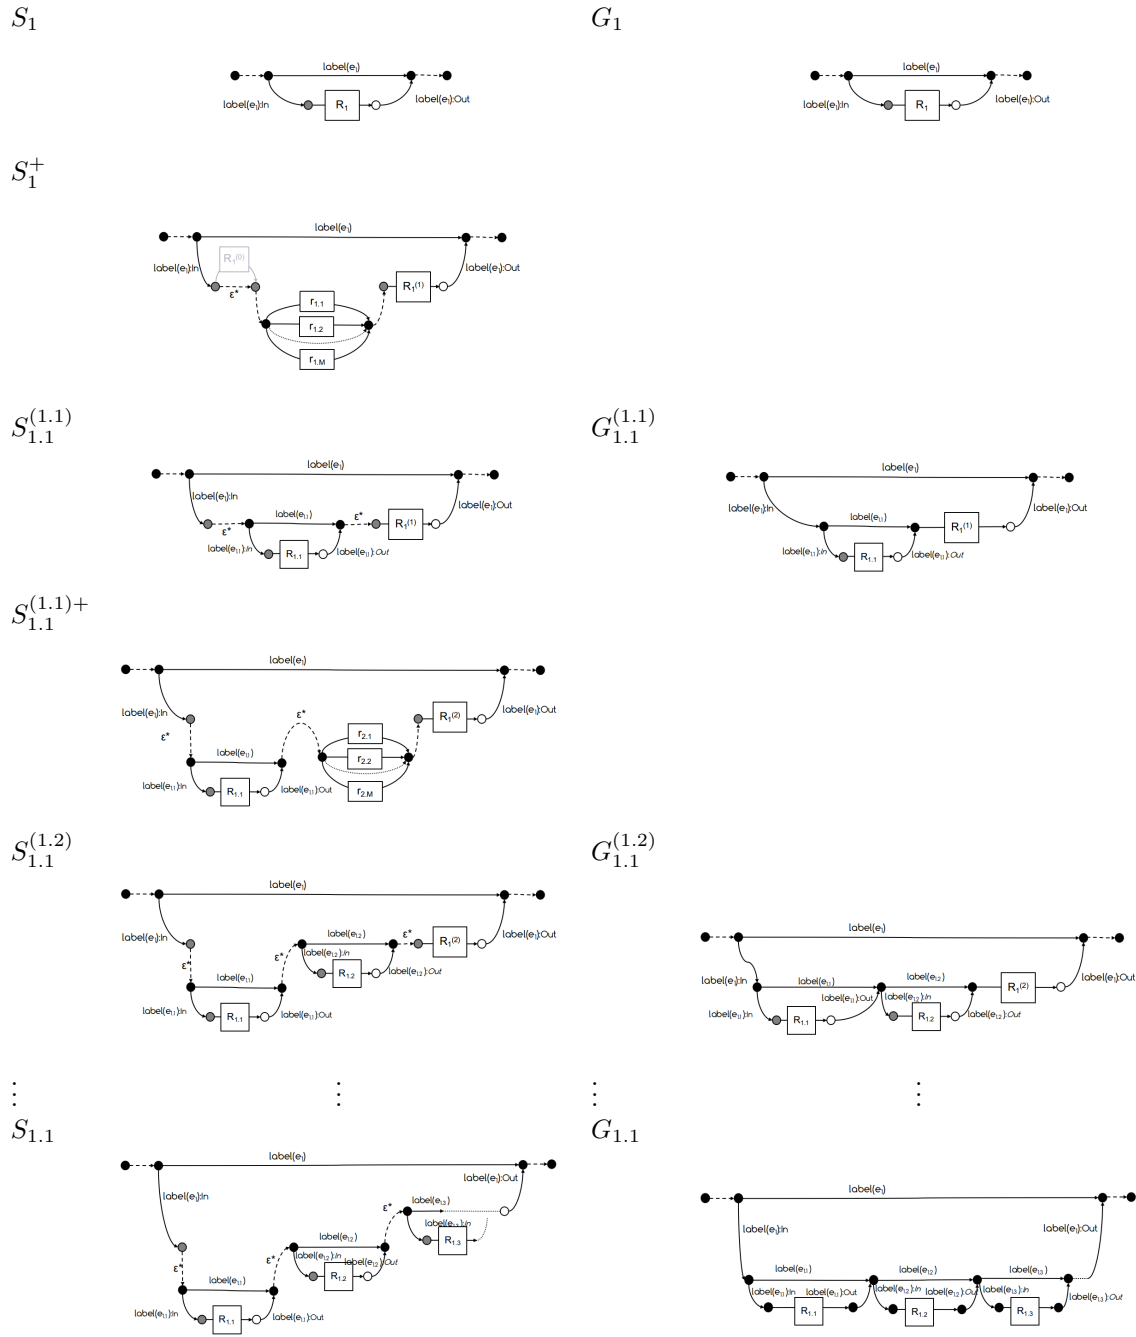 S₁ G₁
label(e₁) label(e₁)
label(e₁):In R₁ label(e₁):Out label(e₁):In R₁ label(e₁):Out
S₁⁺
label(e₁)
label(e₁):In R₁⁽⁰⁾ R₁⁽¹⁾ label(e₁):Out
ε*
r₁.₁
r₁.₂
r₁.M
S₁.₁⁽¹·¹⁾ G₁.₁⁽¹·¹⁾
label(e₁) label(e₁)
label(e₁):In label(e₁):Out label(e₁):In label(e₁):Out
ε* label(e₁₁) ε* R₁⁽¹⁾ label(e₁₁) R₁⁽¹⁾
label(e₁₁):In R₁.₁ label(e₁₁):Out label(e₁₁):In R₁.₁ label(e₁₁):Out
S₁.₁⁽¹·¹⁾⁺
label(e₁)
label(e₁):In ε* R₁⁽²⁾ label(e₁):Out
ε* label(e₁₁) r₂.₁
r₂.₂
label(e₁₁):In R₁.₁ label(e₁₁):Out r₂.M
S₁.₁⁽¹·²⁾ G₁.₁⁽¹·²⁾
label(e₁) label(e₁)
label(e₁):In label(e₁₂) ε* R₁⁽²⁾ label(e₁):Out
ε* ε* label(e₁₂):In R₁.₂ label(e₁₂):Out
label(e₁₁)
label(e₁₁):In R₁.₁ label(e₁₁):Out
label(e₁):In label(e₁₁) label(e₁₂) R₁⁽²⁾ label(e₁):Out
label(e₁₁):In R₁.₁ label(e₁₁):Out label(e₁₂):In R₁.₂ label(e₁₂):Out
⋮ ⋮ ⋮ ⋮
S₁.₁ G₁.₁
label(e₁) label(e₁)
label(e₁):In label(e₁):Out
label(e₁₃)
ε* label(e₁₃):In R₁.₃
label(e₁₂)
ε* ε* label(e₁₂):In R₁.₂ label(e₁₂):Out
label(e₁₁)
label(e₁₁):In R₁.₁ label(e₁₁):Out
label(e₁):In label(e₁):Out
label(e₁₁) label(e₁₂) label(e₁₃)
label(e₁₁):In R₁.₁ label(e₁₁):Out label(e₁₂):In R₁.₂ label(e₁₂):Out label(e₁₃):In R₁.₃ label(e₁₃):Out